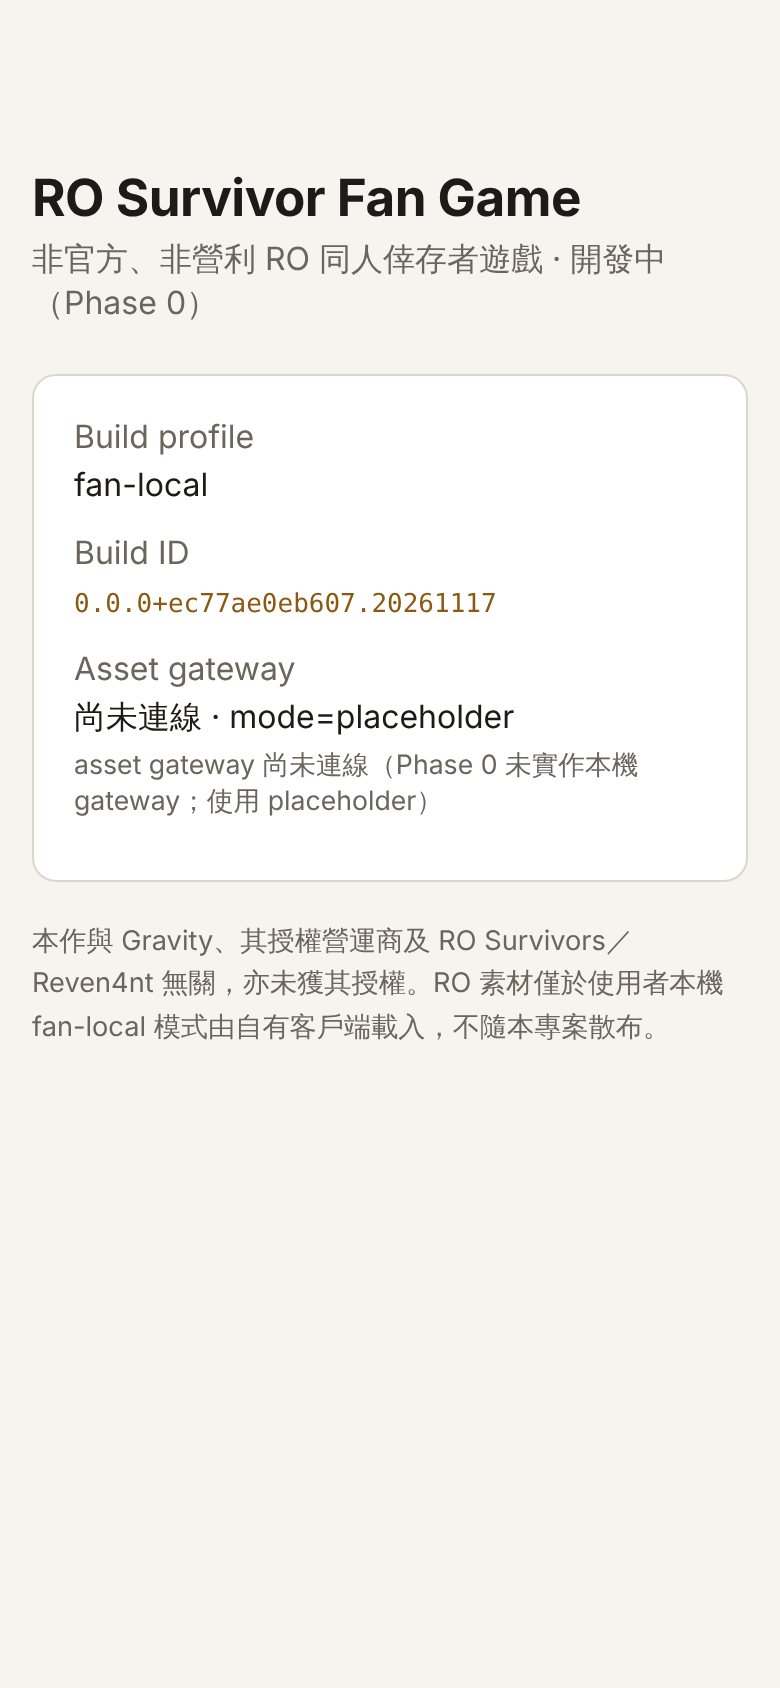 RO Survivor Fan Game
非官方、非營利 RO 同人倖存者遊戲 · 開發中
（Phase 0）
Build profile
fan-local
Build ID
0.0.0+ec77ae0eb607.20261117
Asset gateway
尚未連線 · mode=placeholder
asset gateway 尚未連線（Phase 0 未實作本機
gateway；使用 placeholder）
本作與 Gravity、其授權營運商及 RO Survivors／
Reven4nt 無關，亦未獲其授權。RO 素材僅於使用者本機
fan-local 模式由自有客戶端載入，不隨本專案散布。